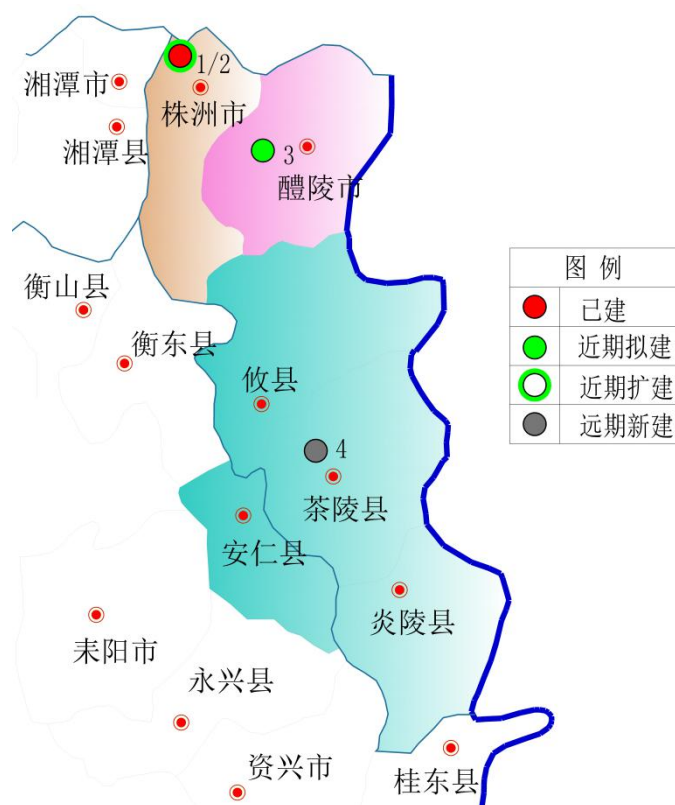 1/2
湘潭市
株洲市
湘潭县
3
醴陵市
衡山县
衡东县
攸县
4
茶陵县
安仁县
炎陵县
耒阳市
永兴县
资兴市
桂东县
图 例
已建
近期拟建
近期扩建
远期新建